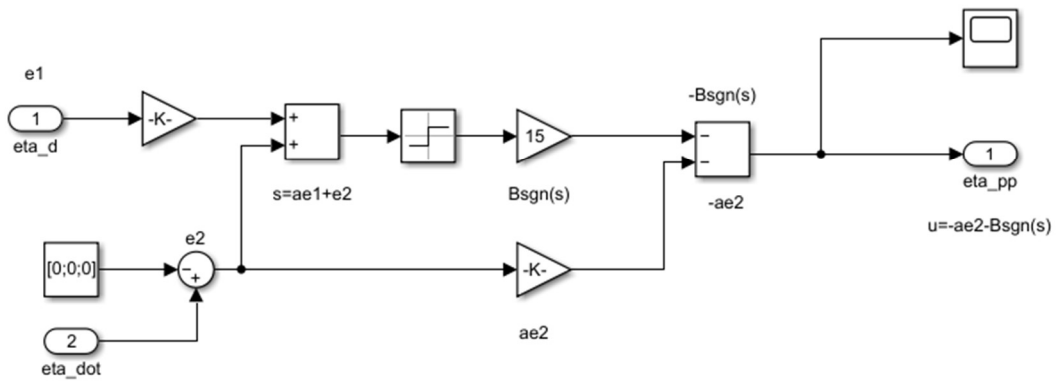 e1
1
eta_d
-K-
+
+
s=ae1+e2
15
Bsgn(s)
-Bsgn(s)
−
−
-ae2
1
eta_pp
u=-ae2-Bsgn(s)
[0;0;0]
e2
−
+
-K-
ae2
2
eta_dot